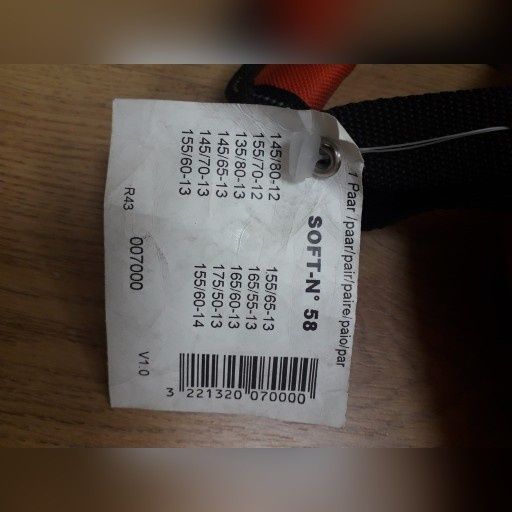 1 Paar /paar/pair/paire/paio/par
SOFT-N° 58
145/80-12 155/65-13
155/70-12 165/55-13
135/80-13 165/60-13
145/65-13 175/50-13
145/70-13 155/60-14
155/60-13
R43 007000 V1.0
3 221320 070000